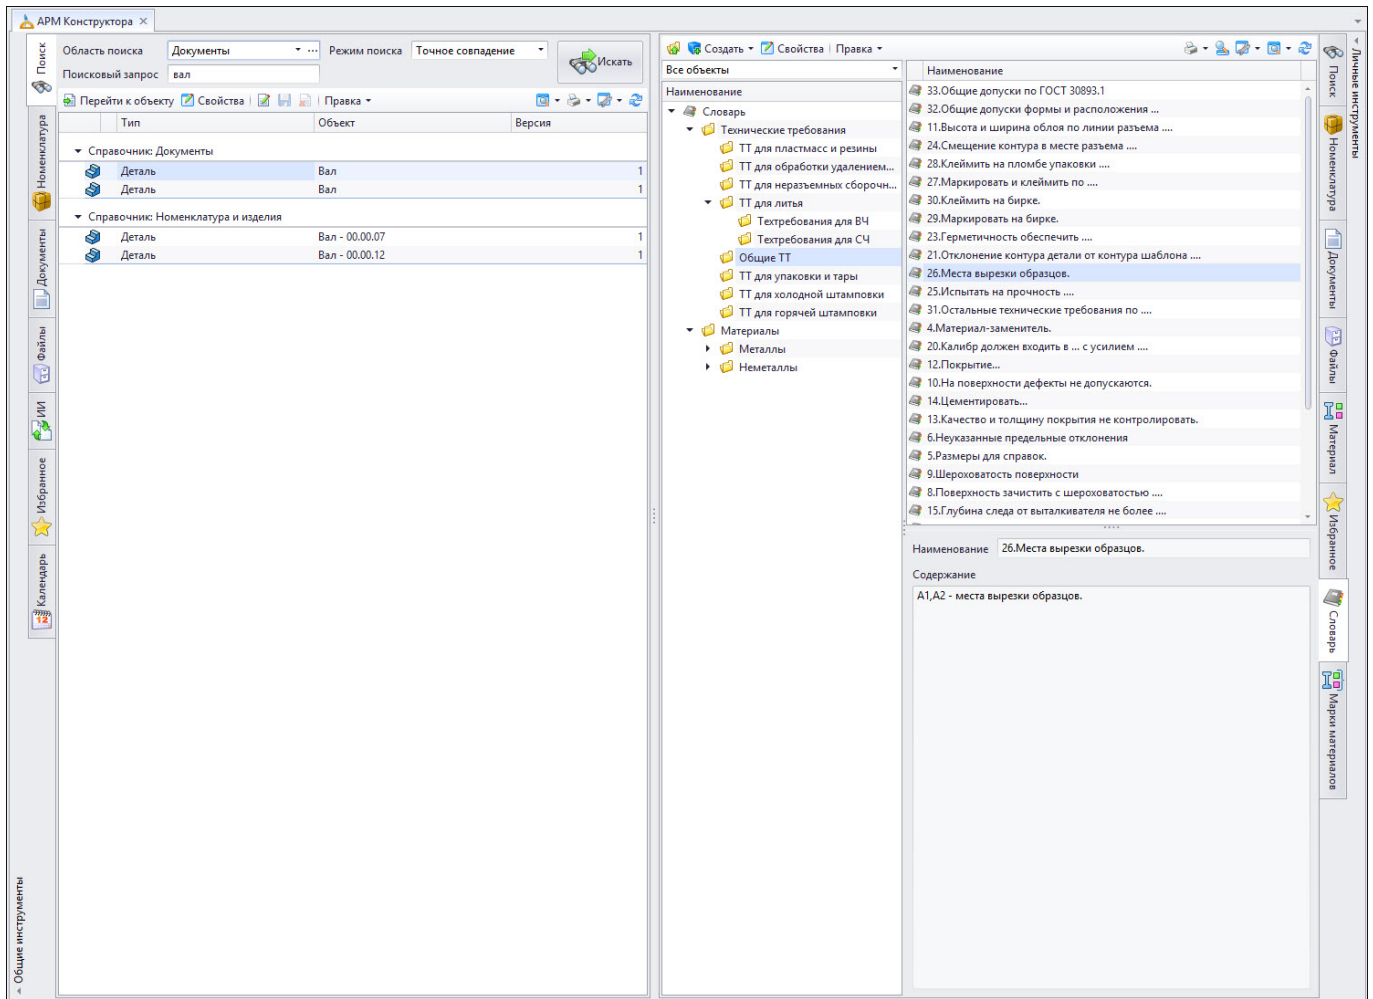 АРМ Конструктора
Поиск
Номенклатура
Документы
Файлы
ИИ
Избранное
Календарь
Общие инструменты
Область поиска Документы Режим поиска Точное совпадение
Поисковый запрос вал
Искать
Перейти к объекту Свойства Правка
Тип Объект Версия
Справочник: Документы
Деталь Вал 1
Деталь Вал 1
Справочник: Номенклатура и изделия
Деталь Вал - 00.00.07 1
Деталь Вал - 00.00.12 1
Создать Свойства Правка
Все объекты
Наименование
Словарь
Технические требования
ТТ для пластмасс и резины
ТТ для обработки удалением...
ТТ для неразъемных сборочн...
ТТ для литья
Техтребования для ВЧ
Техтребования для СЧ
Общие ТТ
ТТ для упаковки и тары
ТТ для холодной штамповки
ТТ для горячей штамповки
Материалы
Металлы
Неметаллы
Наименование
33.Общие допуски по ГОСТ 30893.1
32.Общие допуски формы и расположения ...
11.Высота и ширина облоя по линии разъема ....
24.Смещение контура в месте разъема ....
28.Клеймить на пломбе упаковки ....
27.Маркировать и клеймить по ....
30.Клеймить на бирке.
29.Маркировать на бирке.
23.Герметичность обеспечить ....
21.Отклонение контура детали от контура шаблона ....
26.Места вырезки образцов.
25.Испытать на прочность ....
31.Остальные технические требования по ....
4.Материал-заменитель.
20.Калибр должен входить в ... с усилием ....
12.Покрытие...
10.На поверхности дефекты не допускаются.
14.Цементировать...
13.Качество и толщину покрытия не контролировать.
6.Неуказанные предельные отклонения
5.Размеры для справок.
9.Шероховатость поверхности
8.Поверхность зачистить с шероховатостью ....
15.Глубина следа от выталкивателя не более ....
Наименование 26.Места вырезки образцов.
Содержание
А1,А2 - места вырезки образцов.
Личные инструменты
Поиск
Номенклатура
Документы
Файлы
Материал
Избранное
Словарь
Марки материалов
12